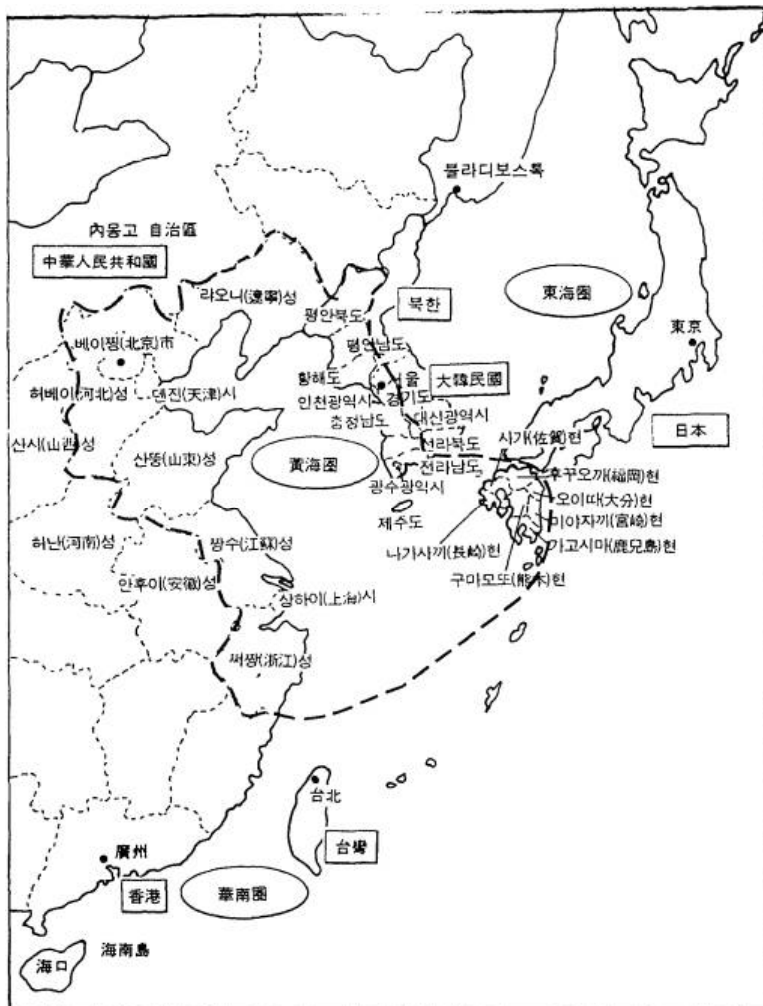 블라디보스톡
內몽고 自治區
中華人民共和國
랴오니(遼寧)성
북한
東海圈
평안북도
베이찡(北京)市
평안남도
東京
황해도
서울
大韓民國
허베이(河北)성
텐진(天津)시
인천광역시
경기도
대신광역시
충정남도
日本
산시(山西)성
산뚱(山東)성
黃海圈
전라북도
시가(佐賀)현
전라남도
후꾸오까(福岡)현
광수광역시
오이따(大分)현
제주도
미야자끼(宮崎)현
허난(河南)성
짱수(江蘇)성
나가사끼(長崎)현
가고시마(鹿兒島)현
안후이(安徽)성
구마모또(熊本)현
상하이(上海)시
써짱(浙江)성
台北
廣州
台灣
香港
華南圈
海南島
海口